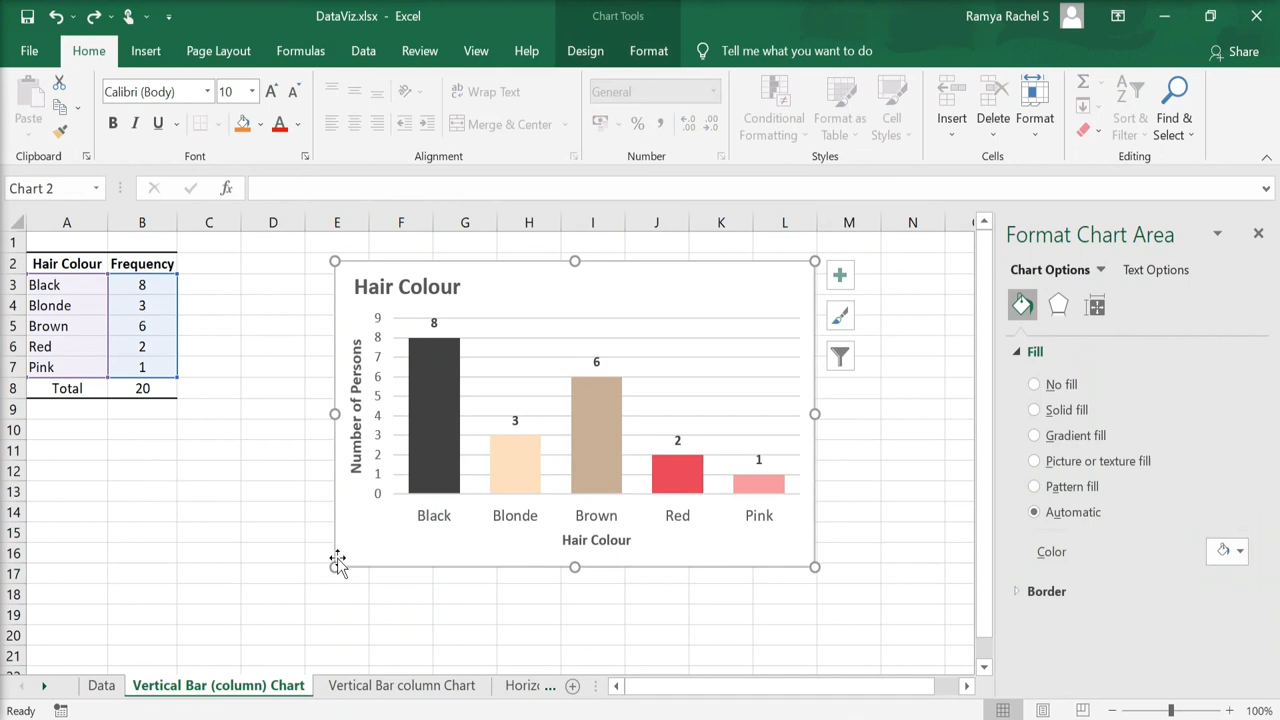 DataViz.xlsx - Excel
Chart Tools
Ramya Rachel S
File Home Insert Page Layout Formulas Data Review View Help Design Format Tell me what you want to do Share
Paste
Calibri (Body) 10 A A
B I U A
Wrap Text
Merge & Center
General
% ,
Conditional Formatting
Format as Table
Cell Styles
Insert Delete Format
Sort & Filter
Find & Select
Clipboard Font Alignment Number Styles Cells Editing
Chart 2
fx
A B C D E F G H I J K L M N
1
2 Hair Colour Frequency
3 Black 8
4 Blonde 3
5 Brown 6
6 Red 2
7 Pink 1
8 Total 20
9
10
11
12
13
14
15
16
17
18
19
20
21
Hair Colour
Number of Persons
9
8
7
6
5
4
3
2
1
0
8 3 6 2 1
Black Blonde Brown Red Pink
Hair Colour
Format Chart Area
Chart Options Text Options
Fill
No fill
Solid fill
Gradient fill
Picture or texture fill
Pattern fill
Automatic
Color
Border
Data Vertical Bar (column) Chart Vertical Bar column Chart Horizo ...
Ready
100%